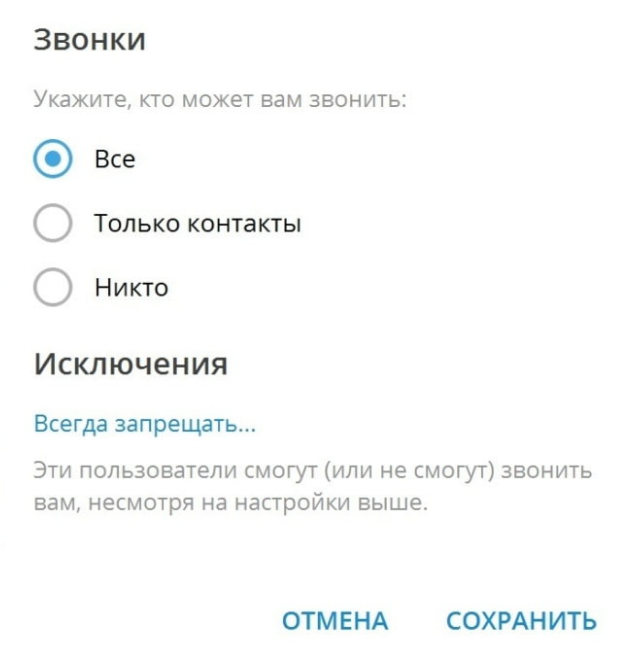 Звонки
Укажите, кто может вам звонить:
Все
Только контакты
Никто
Исключения
Всегда запрещать...
Эти пользователи смогут (или не смогут) звонить
вам, несмотря на настройки выше.
ОТМЕНА СОХРАНИТЬ